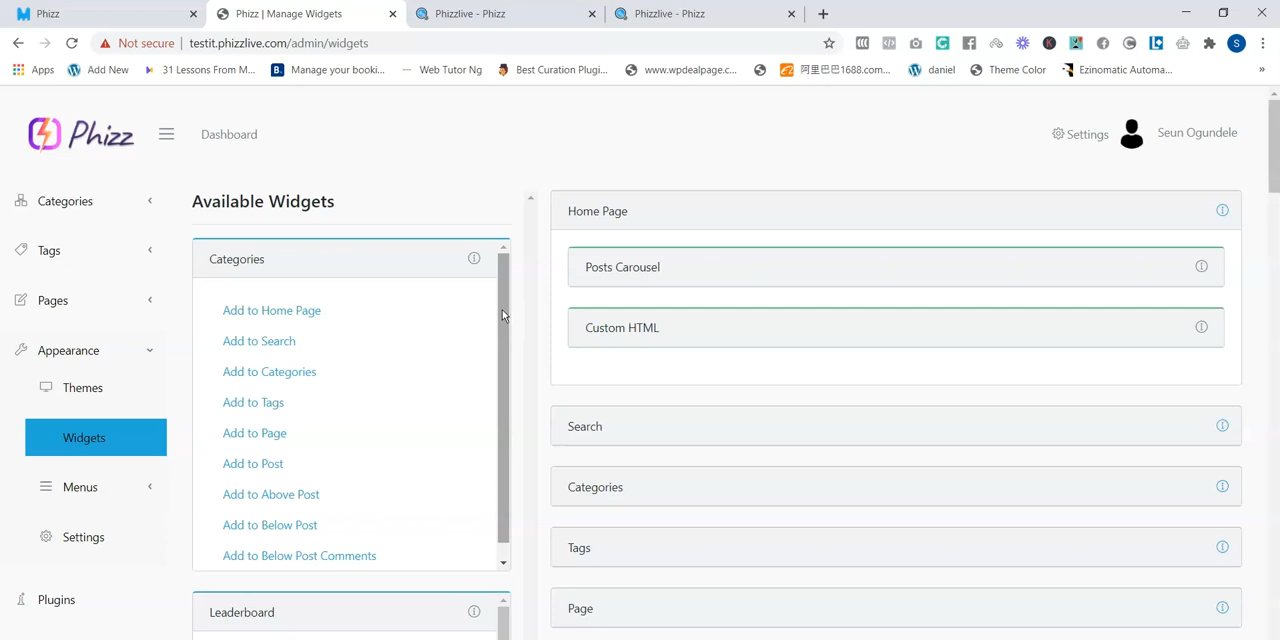 Phizz
Phizz | Manage Widgets
Phizzlive - Phizz
Phizzlive - Phizz
Not secure | testit.phizzlive.com/admin/widgets
S
Apps
Add New
31 Lessons From M...
B. Manage your booki...
Web Tutor Ng
Best Curation Plugi...
www.wpdealpage.c...
阿里巴巴1688.com...
daniel
Theme Color
Ezinomatic Automa...
»
Phizz
Dashboard
Settings
Seun Ogundele
Categories
Tags
Pages
Appearance
Themes
Widgets
Menus
Settings
Plugins
Available Widgets
Categories
Add to Home Page
Add to Search
Add to Categories
Add to Tags
Add to Page
Add to Post
Add to Above Post
Add to Below Post
Add to Below Post Comments
Leaderboard
Home Page
Posts Carousel
Custom HTML
Search
Categories
Tags
Page